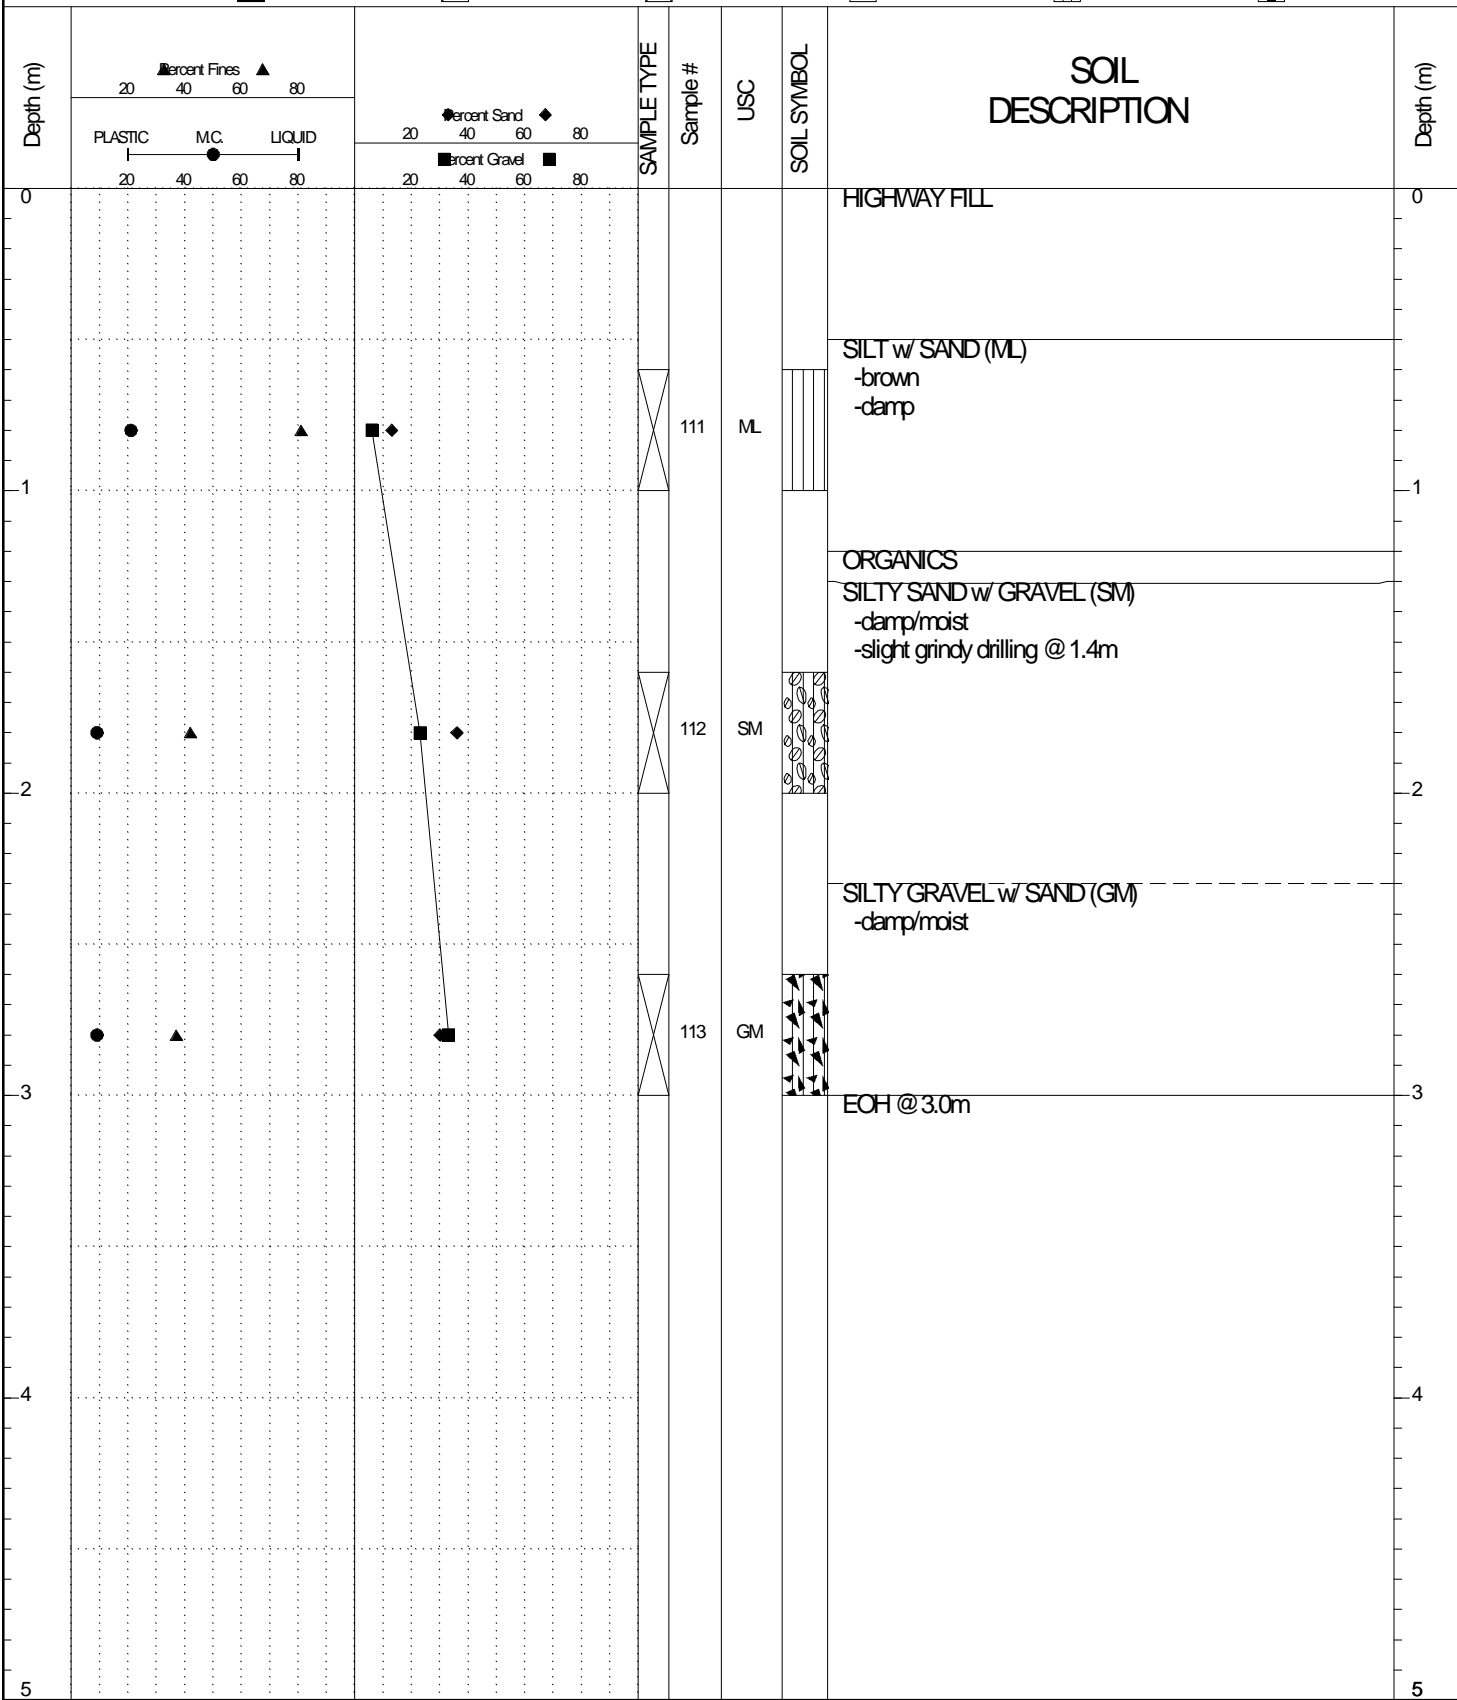 Depth (m)
Percent Fines
20 40 60 80
PLASTIC M.C. LIQUID
20 40 60 80
Percent Sand
20 40 60 80
Percent Gravel
20 40 60 80
SAMPLE TYPE
Sample #
USC
SOIL SYMBOL
SOIL
DESCRIPTION
Depth (m)
0 HIGHWAY FILL 0
SILT w/ SAND (ML)
-brown
-damp
111 ML
1 1
ORGANICS
SILTY SAND w/ GRAVEL (SM)
-damp/moist
-slight grindy drilling @ 1.4m
112 SM
2 2
SILTY GRAVEL w/ SAND (GM)
-damp/moist
113 GM
3 3
EOH @ 3.0m
4 4
5 5